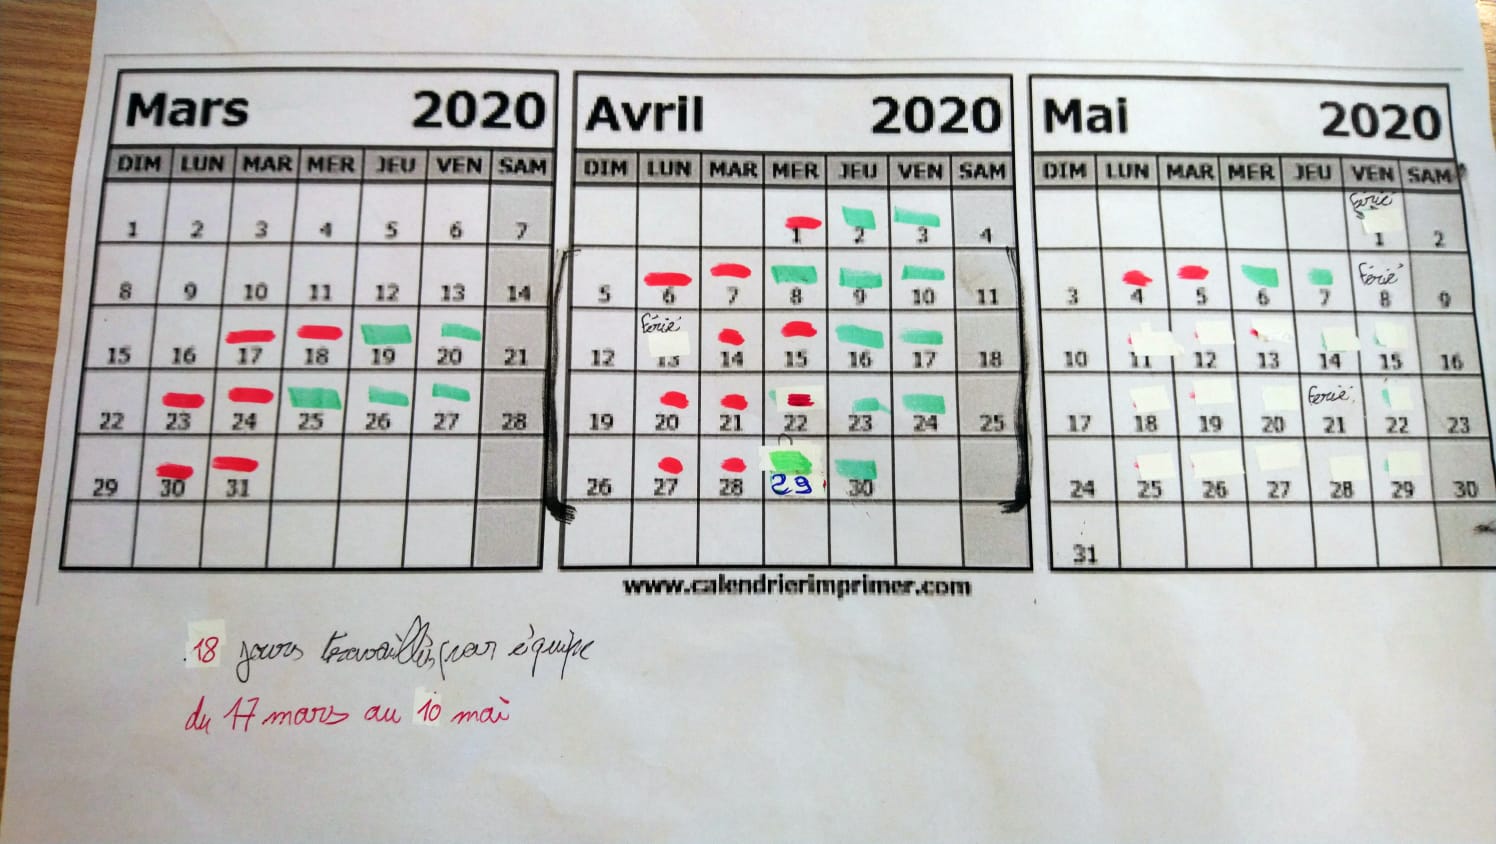 Mars 2020
DIM LUN MAR MER JEU VEN SAM
1 2 3 4 5 6 7
8 9 10 11 12 13 14
15 16 17 18 19 20 21
22 23 24 25 26 27 28
29 30 31
Avril 2020
DIM LUN MAR MER JEU VEN SAM
1 2 3 4
5 6 7 8 9 10 11
férié
12 13 14 15 16 17 18
19 20 21 22 23 24 25
26 27 28 29 30
Mai 2020
DIM LUN MAR MER JEU VEN SAM
férié
1 2
férié
3 4 5 6 7 8 9
10 11 12 13 14 15 16
férié
17 18 19 20 21 22 23
24 25 26 27 28 29 30
31
www.calendrierimprimer.com
18 jours travaillés par équipe
du 17 mars au 10 mai